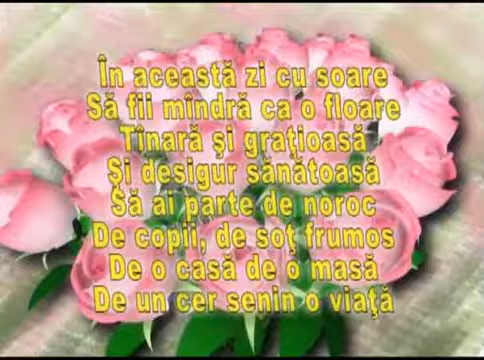 În această zi cu soare
Să fii mîndră ca o floare
Tînară şi graţioasă
Şi desigur sănătoasă
Să ai parte de noroc
De copii, de soţ frumos
De o casă de o masă
De un cer senin o viaţă